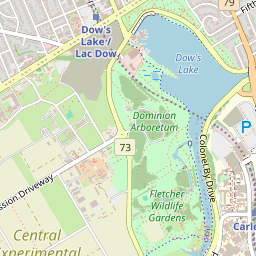 Fifth
79
Dow's
Lake /
Lac Dow
Dow's
Lake
Dominion
Arboretum
P
73
Colonel By Drive
ssion Driveway
Fletcher
Wildlife
Gardens
Carle
Central
Experimental